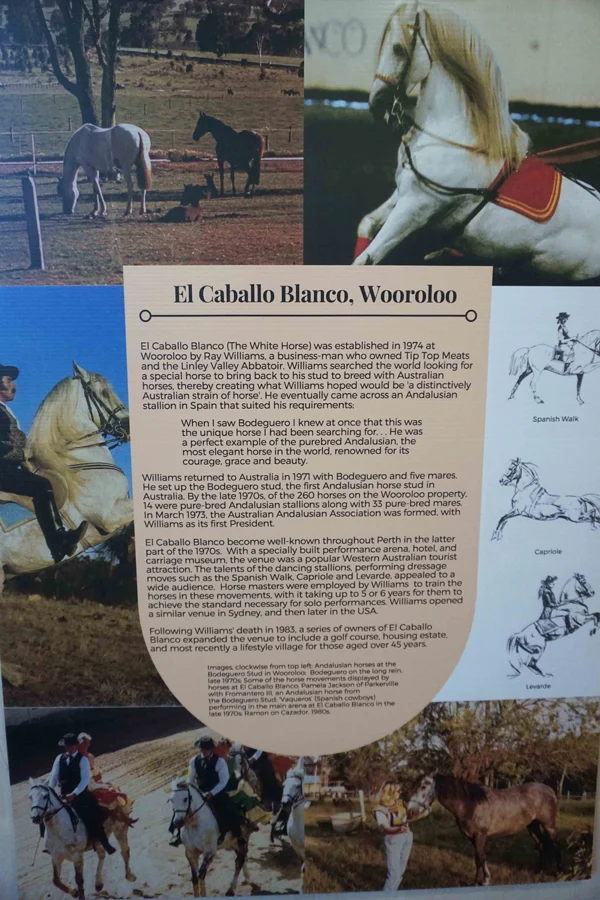 NCO
El Caballo Blanco, Wooroloo
El Caballo Blanco (The White Horse) was established in 1974 at
Wooroloo by Ray Williams, a business-man who owned Tip Top Meats
and the Linley Valley Abbatoir. Williams searched the world looking for
a special horse to bring back to his stud to breed with Australian
horses, thereby creating what Williams hoped would be 'a distinctively
Australian strain of horse'. He eventually came across an Andalusian
stallion in Spain that suited his requirements:
When I saw Bodeguero I knew at once that this was
the unique horse I had been searching for. . . He was
a perfect example of the purebred Andalusian, the
most elegant horse in the world, renowned for its
courage, grace and beauty.
Williams returned to Australia in 1971 with Bodeguero and five mares.
He set up the Bodeguero stud, the first Andalusian horse stud in
Australia. By the late 1970s, of the 260 horses on the Wooroloo property,
14 were pure-bred Andalusian stallions along with 33 pure-bred mares.
In March 1973, the Australian Andalusian Association was formed, with
Williams as its first President.
El Caballo Blanco become well-known throughout Perth in the latter
part of the 1970s. With a specially built performance arena, hotel, and
carriage museum, the venue was a popular Western Australian tourist
attraction. The talents of the dancing stallions, performing dressage
moves such as the Spanish Walk, Capriole and Levarde, appealed to a
wide audience. Horse masters were employed by Williams to train the
horses in these movements, with it taking up to 5 or 6 years for them to
achieve the standard necessary for solo performances. Williams opened
a similar venue in Sydney, and then later in the USA.
Following Williams' death in 1983, a series of owners of El Caballo
Blanco expanded the venue to include a golf course, housing estate,
and most recently a lifestyle village for those aged over 45 years.
Images, clockwise from top left: Andalusian horses at the
Bodeguero Stud in Wooroloo; Bodeguero on the long rein,
late 1970s; Some of the horse movements displayed by
horses at El Caballo Blanco; Pamela Jackson of Parkerville
with Fromantero III, an Andalusian horse from
the Bodeguero Stud; 'Vaqueros' (Spanish cowboys)
performing in the main arena at El Caballo Blanco in the
late 1970s; Ramon on Cazador, 1980s.
Spanish Walk
Capriole
Levarde